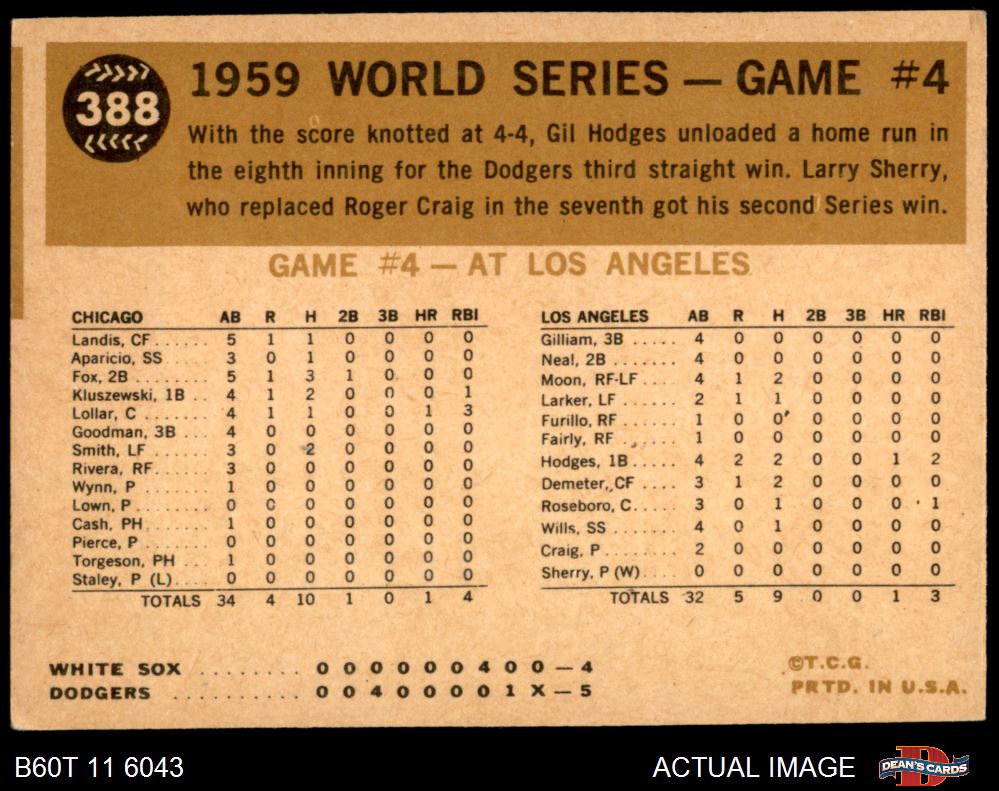 388
1959 WORLD SERIES — GAME #4
With the score knotted at 4-4, Gil Hodges unloaded a home run in
the eighth inning for the Dodgers third straight win. Larry Sherry,
who replaced Roger Craig in the seventh got his second Series win.
GAME #4 — AT LOS ANGELES
CHICAGO AB R H 2B 3B HR RBI
Landis, CF...... 5 1 1 0 0 0 0
Aparicio, SS ... 3 0 1 0 0 0 0
Fox, 2B ........ 5 1 3 1 0 0 0
Kluszewski, 1B .. 4 1 2 0 0 0 1
Lollar, C ....... 4 1 1 0 0 1 3
Goodman, 3B ... 4 0 0 0 0 0 0
Smith, LF ...... 3 0 2 0 0 0 0
Rivera, RF...... 3 0 0 0 0 0 0
Wynn, P ....... 1 0 0 0 0 0 0
Lown, P ....... 0 0 0 0 0 0 0
Cash, PH....... 1 0 0 0 0 0 0
Pierce, P ....... 0 0 0 0 0 0 0
Torgeson, PH ... 1 0 0 0 0 0 0
Staley, P (L).... 0 0 0 0 0 0 0
TOTALS 34 4 10 1 0 1 4
LOS ANGELES AB R H 2B 3B HR RBI
Gilliam, 3B ..... 4 0 0 0 0 0 0
Neal, 2B ....... 4 0 0 0 0 0 0
Moon, RF-LF .... 4 1 2 0 0 0 0
Larker, LF ...... 2 1 1 0 0 0 0
Furillo, RF ...... 1 0 0 0 0 0 0
Fairly, RF ...... 1 0 0 0 0 0 0
Hodges, 1B ..... 4 2 2 0 0 1 2
Demeter, CF .... 3 1 2 0 0 0 0
Roseboro, C..... 3 0 1 0 0 0 1
Wills, SS ....... 4 0 1 0 0 0 0
Craig, P ........ 2 0 0 0 0 0 0
Sherry, P (W).... 0 0 0 0 0 0 0
TOTALS 32 5 9 0 0 1 3
WHITE SOX ......... 0 0 0 0 0 0 4 0 0 — 4
DODGERS .......... 0 0 4 0 0 0 0 1 X — 5
©T.C.G.
PRTD. IN U.S.A.
B60T 11 6043
ACTUAL IMAGE
D
DEAN'S CARDS